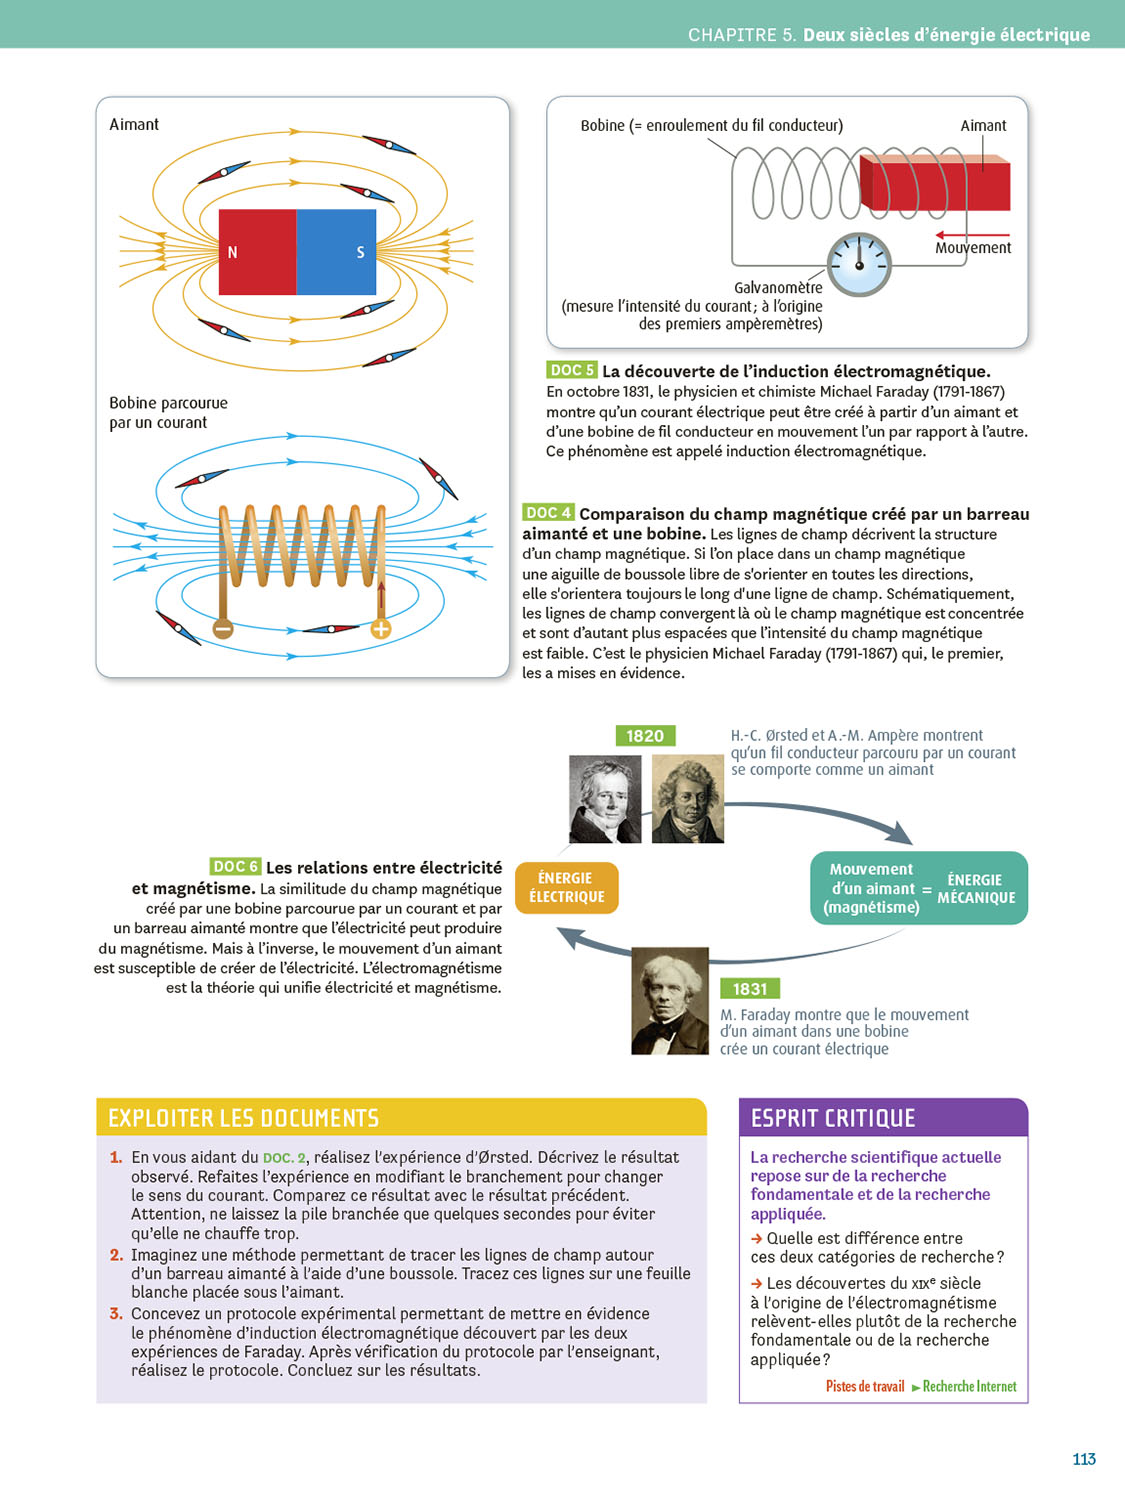 CHAPITRE 5. Deux siècles d'énergie électrique
Aimant
N
S
Bobine parcourue
par un courant
−
+
Bobine (= enroulement du fil conducteur)
Aimant
Mouvement
Galvanomètre
(mesure l'intensité du courant ; à l'origine
des premiers ampèremètres)
DOC 5 La découverte de l'induction électromagnétique.
En octobre 1831, le physicien et chimiste Michael Faraday (1791-1867)
montre qu'un courant électrique peut être créé à partir d'un aimant et
d'une bobine de fil conducteur en mouvement l'un par rapport à l'autre.
Ce phénomène est appelé induction électromagnétique.
DOC 4 Comparaison du champ magnétique créé par un barreau
aimanté et une bobine. Les lignes de champ décrivent la structure
d'un champ magnétique. Si l'on place dans un champ magnétique
une aiguille de boussole libre de s'orienter en toutes les directions,
elle s'orientera toujours le long d'une ligne de champ. Schématiquement,
les lignes de champ convergent là où le champ magnétique est concentrée
et sont d'autant plus espacées que l'intensité du champ magnétique
est faible. C'est le physicien Michael Faraday (1791-1867) qui, le premier,
les a mises en évidence.
1820
H.-C. Ørsted et A.-M. Ampère montrent
qu'un fil conducteur parcouru par un courant
se comporte comme un aimant
DOC 6 Les relations entre électricité
et magnétisme. La similitude du champ magnétique
créé par une bobine parcourue par un courant et par
un barreau aimanté montre que l'électricité peut produire
du magnétisme. Mais à l'inverse, le mouvement d'un aimant
est susceptible de créer de l'électricité. L'électromagnétisme
est la théorie qui unifie électricité et magnétisme.
ÉNERGIE
ÉLECTRIQUE
Mouvement
d'un aimant
(magnétisme)
=
ÉNERGIE
MÉCANIQUE
1831
M. Faraday montre que le mouvement
d'un aimant dans une bobine
crée un courant électrique
EXPLOITER LES DOCUMENTS
1. En vous aidant du DOC. 2, réalisez l'expérience d'Ørsted. Décrivez le résultat
observé. Refaites l'expérience en modifiant le branchement pour changer
le sens du courant. Comparez ce résultat avec le résultat précédent.
Attention, ne laissez la pile branchée que quelques secondes pour éviter
qu'elle ne chauffe trop.
2. Imaginez une méthode permettant de tracer les lignes de champ autour
d'un barreau aimanté à l'aide d'une boussole. Tracez ces lignes sur une feuille
blanche placée sous l'aimant.
3. Concevez un protocole expérimental permettant de mettre en évidence
le phénomène d'induction électromagnétique découvert par les deux
expériences de Faraday. Après vérification du protocole par l'enseignant,
réalisez le protocole. Concluez sur les résultats.
ESPRIT CRITIQUE
La recherche scientifique actuelle
repose sur de la recherche
fondamentale et de la recherche
appliquée.
→ Quelle est différence entre
ces deux catégories de recherche ?
→ Les découvertes du XIXe siècle
à l'origine de l'électromagnétisme
relèvent-elles plutôt de la recherche
fondamentale ou de la recherche
appliquée ?
Pistes de travail ► Recherche Internet
113